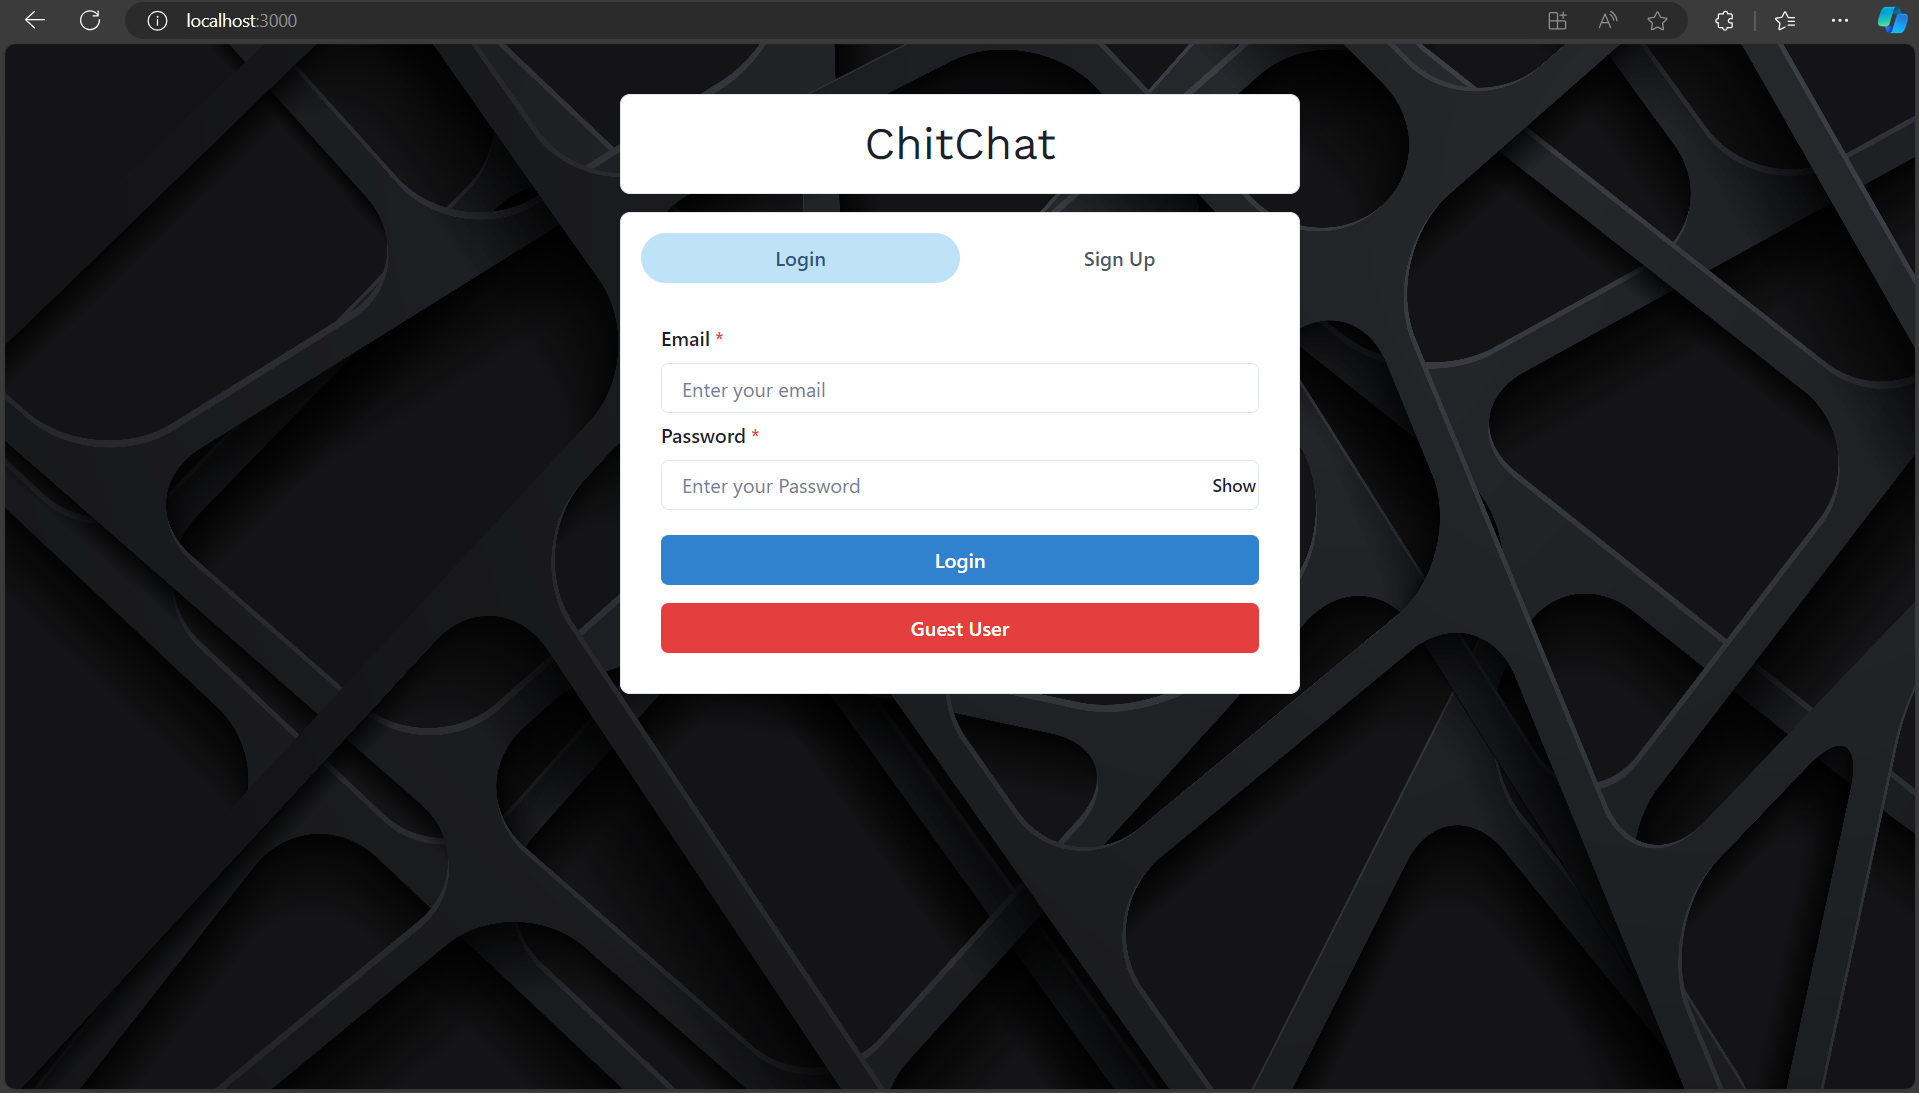 localhost:3000
ChitChat
Login
Sign Up
Email *
Enter your email
Password *
Enter your Password
Show
Login
Guest User